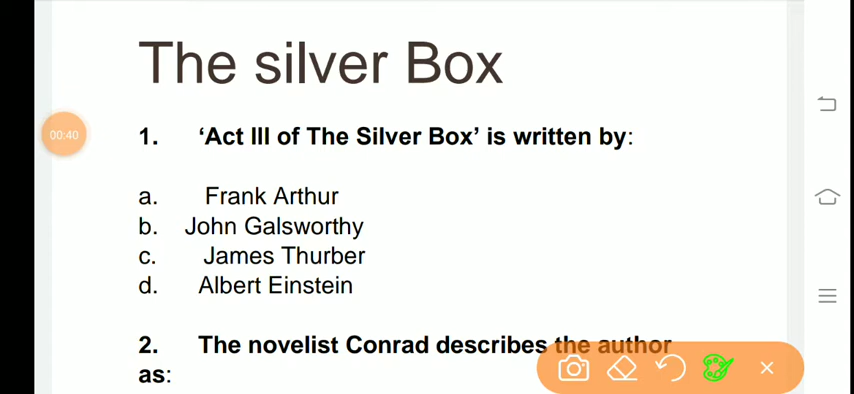 The silver Box
00:40
1. ‘Act III of The Silver Box’ is written by:
a. Frank Arthur
b. John Galsworthy
c. James Thurber
d. Albert Einstein
2. The novelist Conrad describes the author
as: